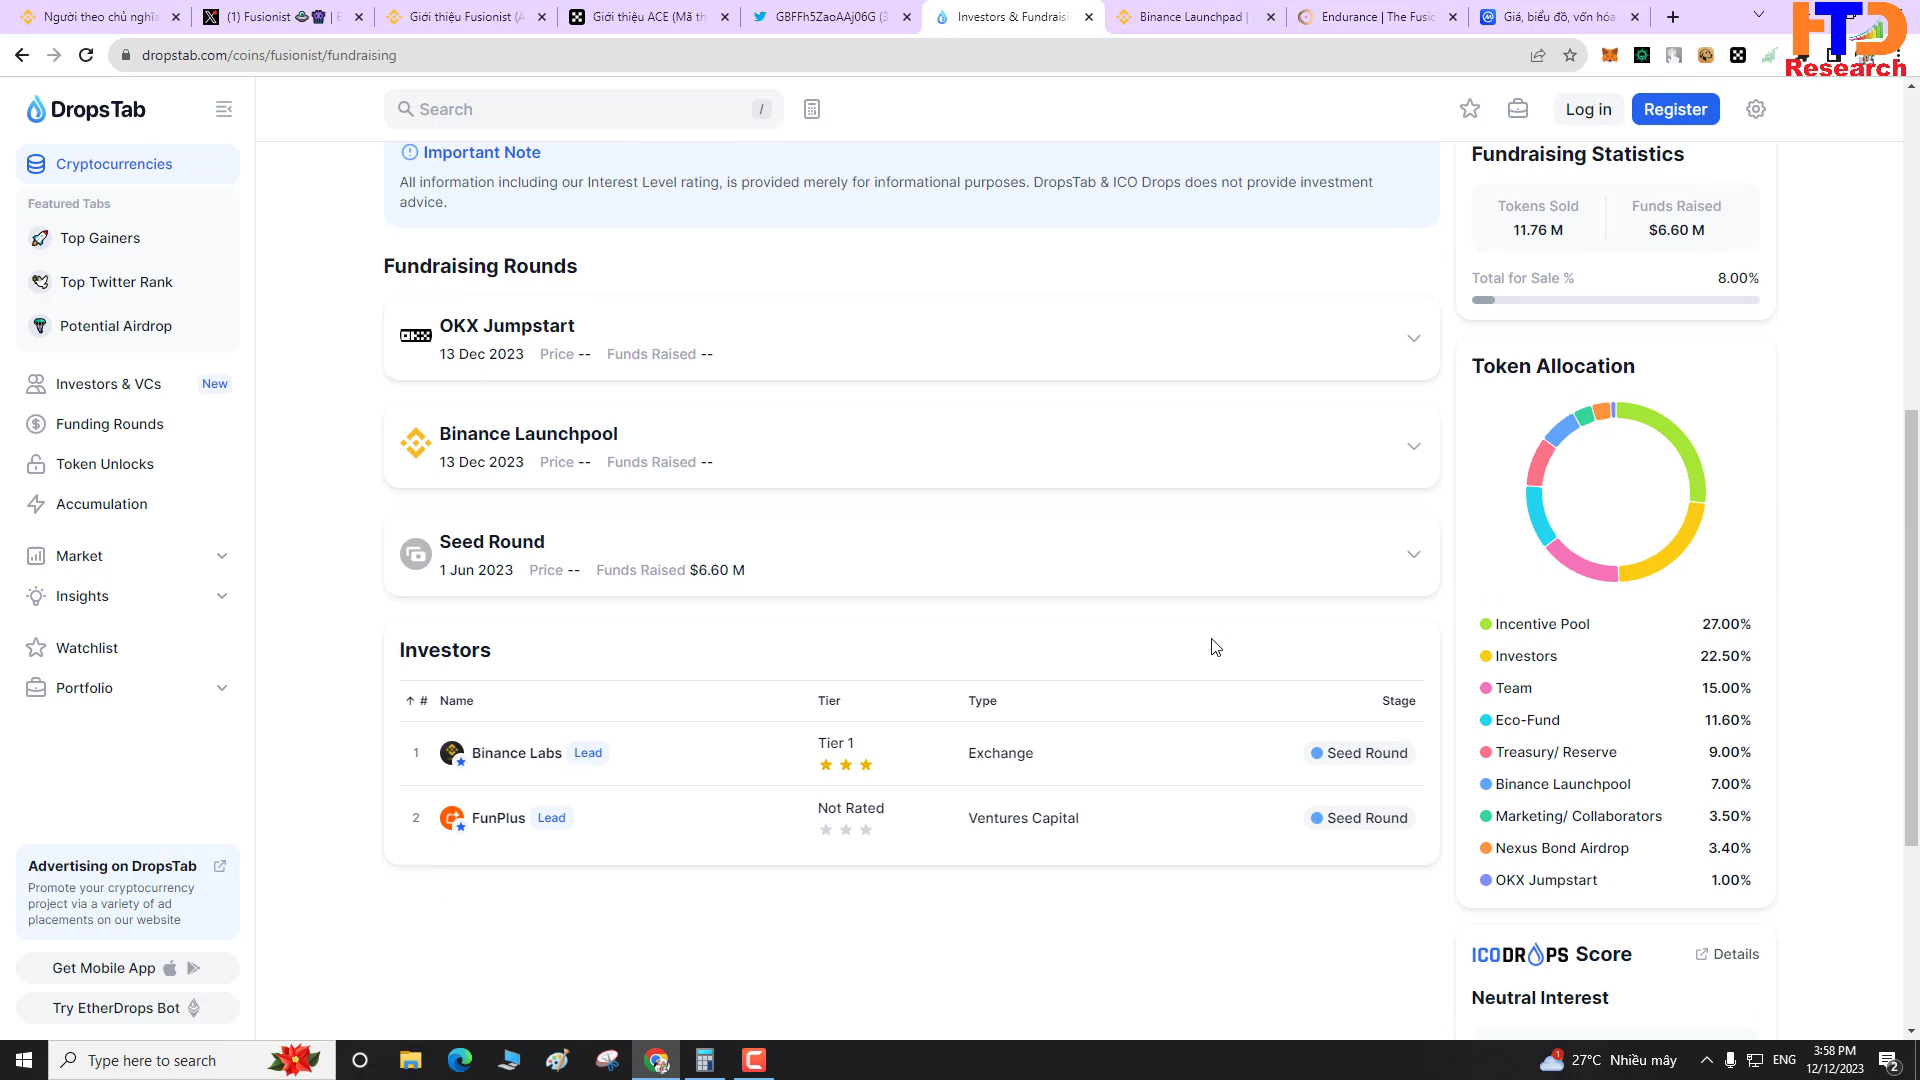 Người theo chủ nghĩa
(1) Fusionist
Giới thiệu Fusionist (A
Giới thiệu ACE (Mã th
GBFFh5ZaoAAj06G (3
Investors & Fundraisi
Binance Launchpad |
Endurance | The Fusic
Giá, biểu đồ, vốn hóa
HTD
Research
dropstab.com/coins/fusionist/fundraising
DropsTab
Search
/
Log in
Register
Cryptocurrencies
Featured Tabs
Top Gainers
Top Twitter Rank
Potential Airdrop
Investors & VCs New
Funding Rounds
Token Unlocks
Accumulation
Market
Insights
Watchlist
Portfolio
Advertising on DropsTab
Promote your cryptocurrency
project via a variety of ad
placements on our website
Get Mobile App
Try EtherDrops Bot
Important Note
All information including our Interest Level rating, is provided merely for informational purposes. DropsTab & ICO Drops does not provide investment
advice.
Fundraising Rounds
OKX Jumpstart
13 Dec 2023 Price -- Funds Raised --
Binance Launchpool
13 Dec 2023 Price -- Funds Raised --
Seed Round
1 Jun 2023 Price -- Funds Raised $6.60 M
Investors
↑ # Name Tier Type Stage
1 Binance Labs Lead Tier 1 Exchange Seed Round
2 FunPlus Lead Not Rated Ventures Capital Seed Round
Fundraising Statistics
Tokens Sold Funds Raised
11.76 M $6.60 M
Total for Sale % 8.00%
Token Allocation
Incentive Pool 27.00%
Investors 22.50%
Team 15.00%
Eco-Fund 11.60%
Treasury/ Reserve 9.00%
Binance Launchpool 7.00%
Marketing/ Collaborators 3.50%
Nexus Bond Airdrop 3.40%
OKX Jumpstart 1.00%
ICODROPS Score Details
Neutral Interest
Type here to search
1
27°C Nhiều mây
ENG
3:58 PM
12/12/2023
2